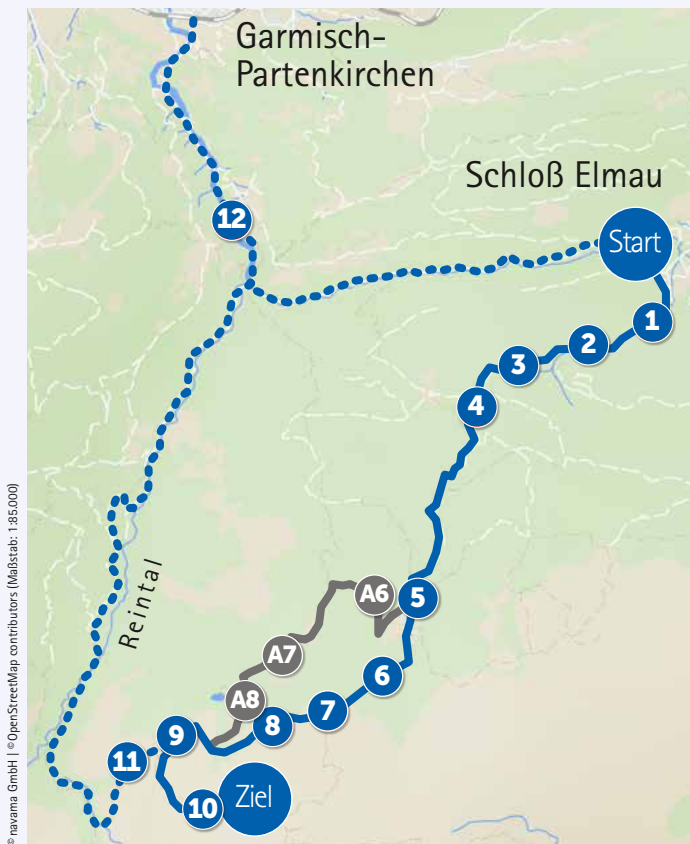 Garmisch-
Partenkirchen
Schloß Elmau
12
Start
1
2
3
4
Reintal
A6
5
A7
6
A8
7
8
9
11
10
Ziel
© navama GmbH | © OpenStreetMap contributors (Maßstab: 1:85.000)